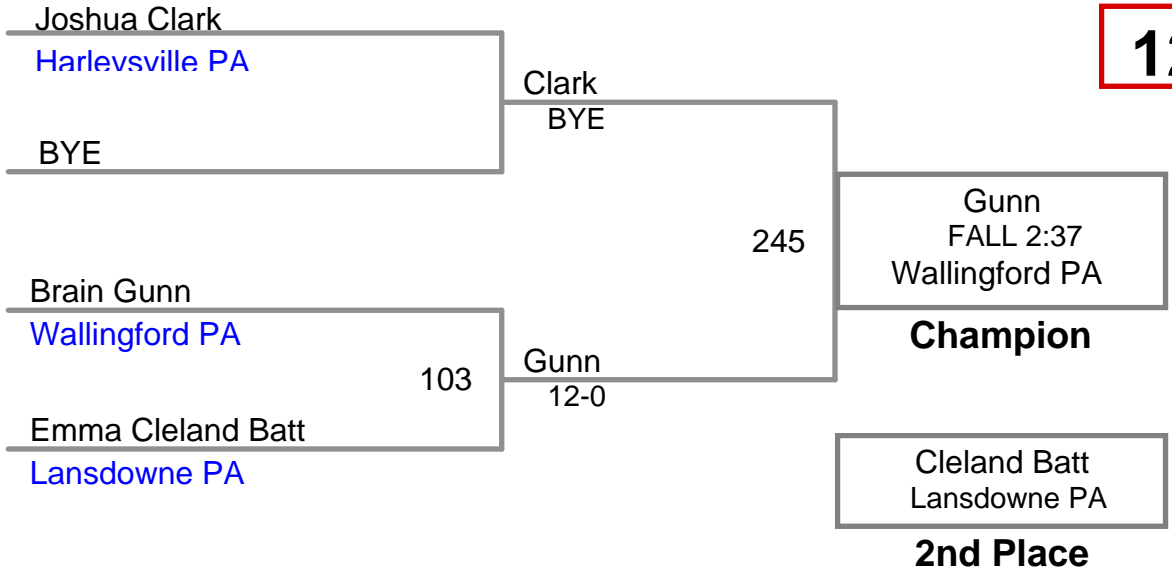 Joshua Clark
Harleysville PA
BYE
Clark
BYE
Brain Gunn
Wallingford PA
103
Emma Cleland Batt
Lansdowne PA
Gunn
12-0
245
Gunn
FALL 2:37
Wallingford PA
Champion
Cleland Batt
Lansdowne PA
2nd Place